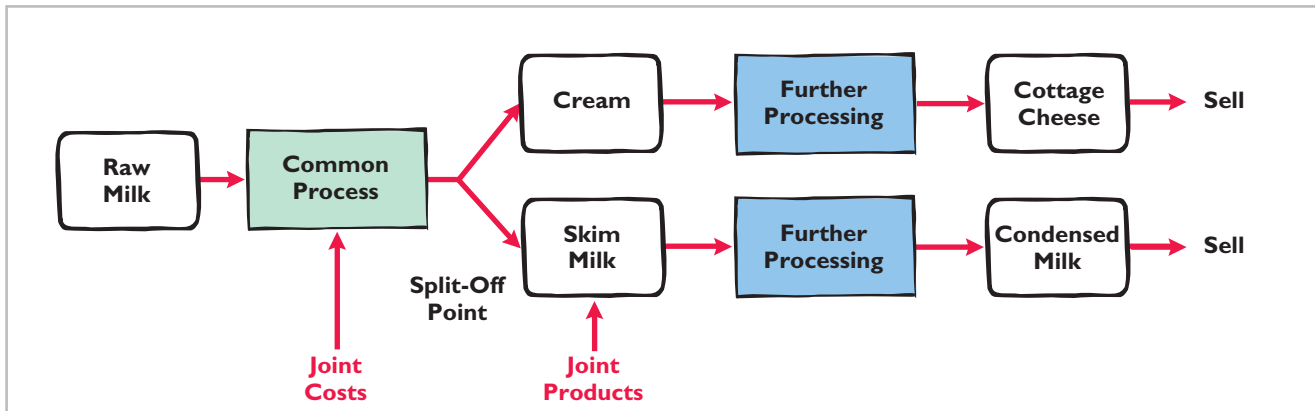 Raw
Milk
Common
Process
Cream
Further
Processing
Cottage
Cheese
Sell
Skim
Milk
Further
Processing
Condensed
Milk
Sell
Split-Off
Point
Joint
Costs
Joint
Products